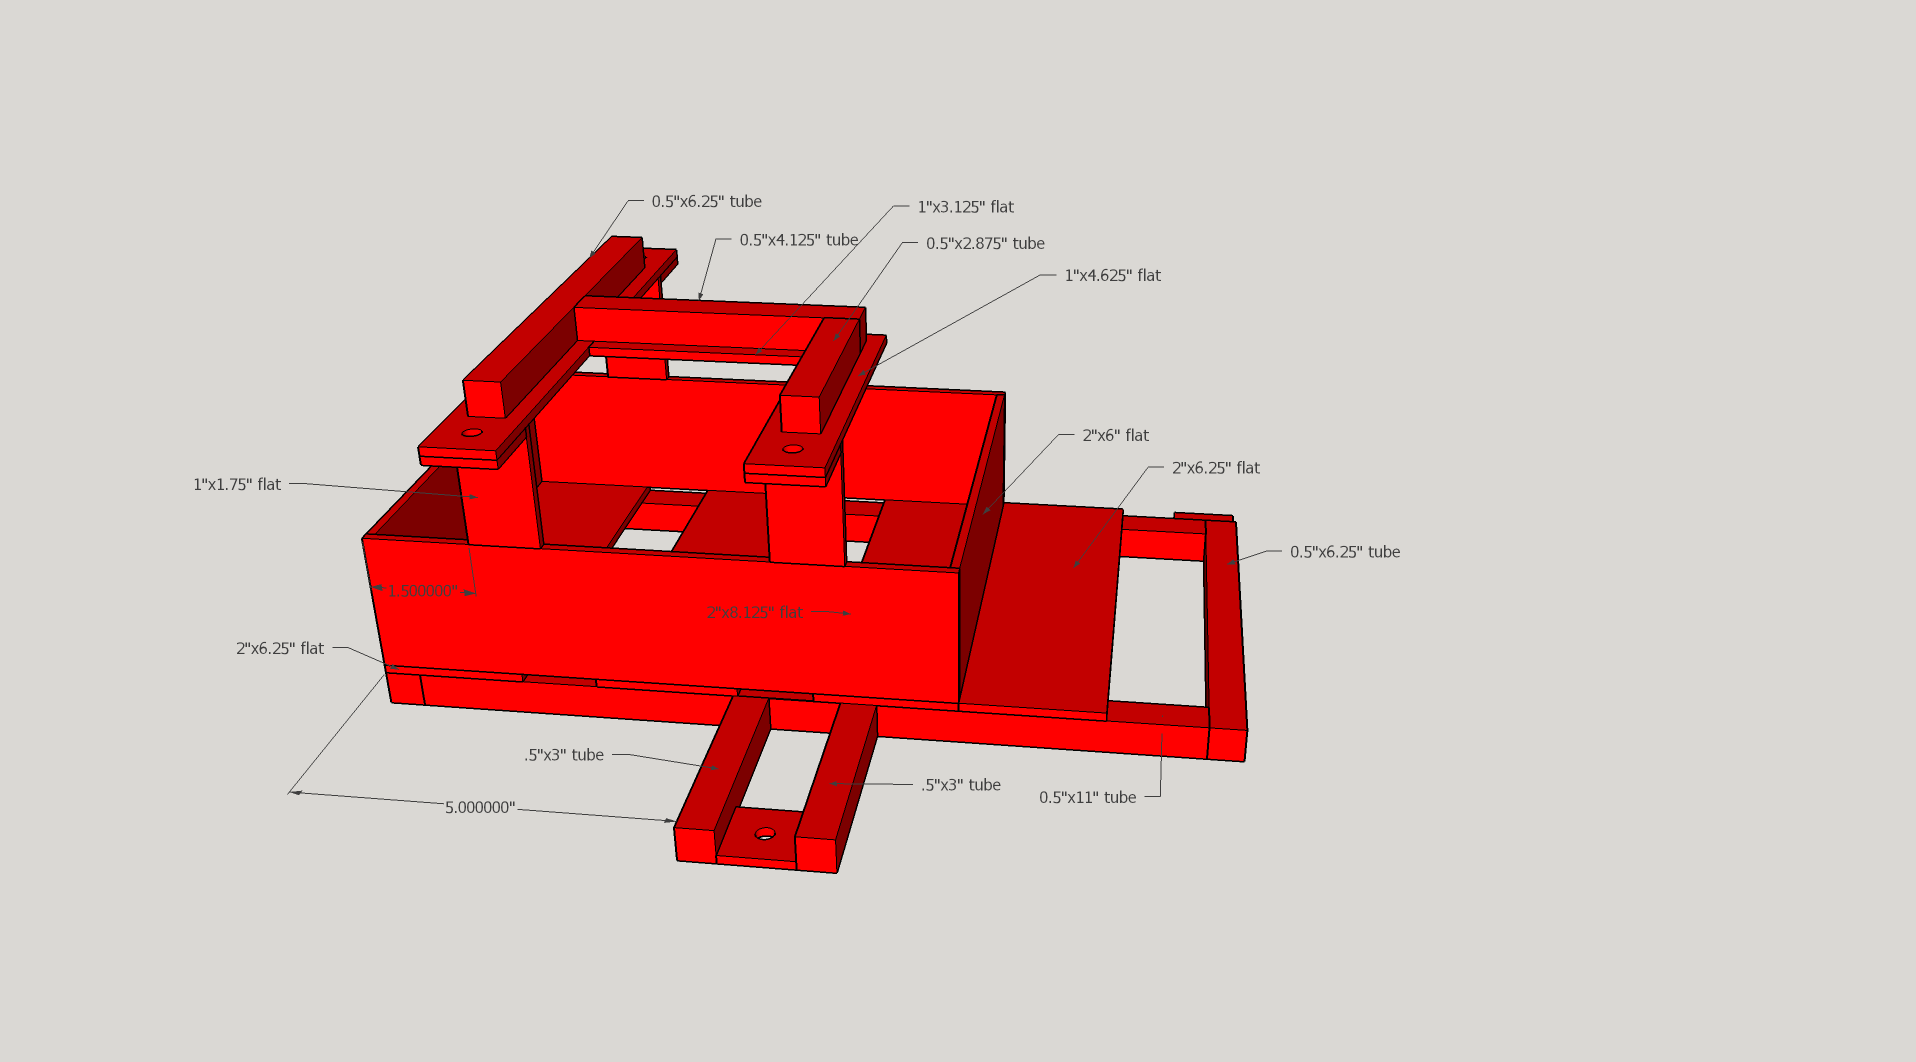 0.5"x6.25" tube
1"x3.125" flat
0.5"x4.125" tube
0.5"x2.875" tube
1"x4.625" flat
2"x6" flat
2"x6.25" flat
1"x1.75" flat
0.5"x6.25" tube
1.500000"
2"x8.125" flat
2"x6.25" flat
.5"x3" tube
.5"x3" tube
0.5"x11" tube
5.000000"